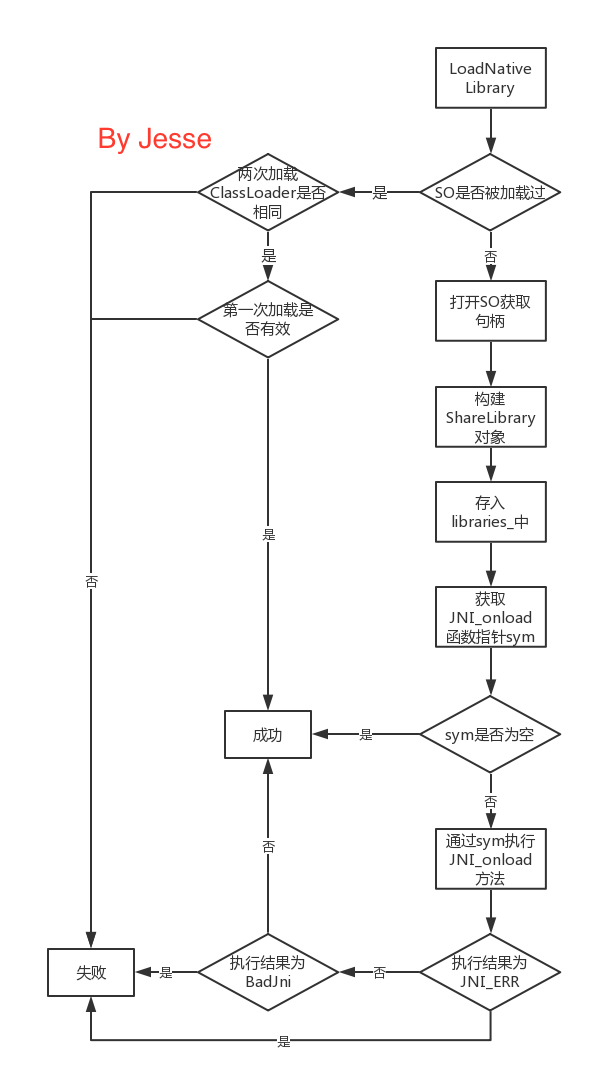 LoadNative
Library
By Jesse
两次加载
ClassLoader是否
相同
是
SO是否被加载过
是
否
第一次加载是
否有效
打开SO获取
句柄
构建
ShareLibrary
对象
存入
libraries_中
是
否
获取
JNI_onload
函数指针sym
成功
是
sym是否为空
否
通过sym执行
JNI_onload
方法
否
失败
是
执行结果为
BadJni
否
执行结果为
JNI_ERR
是